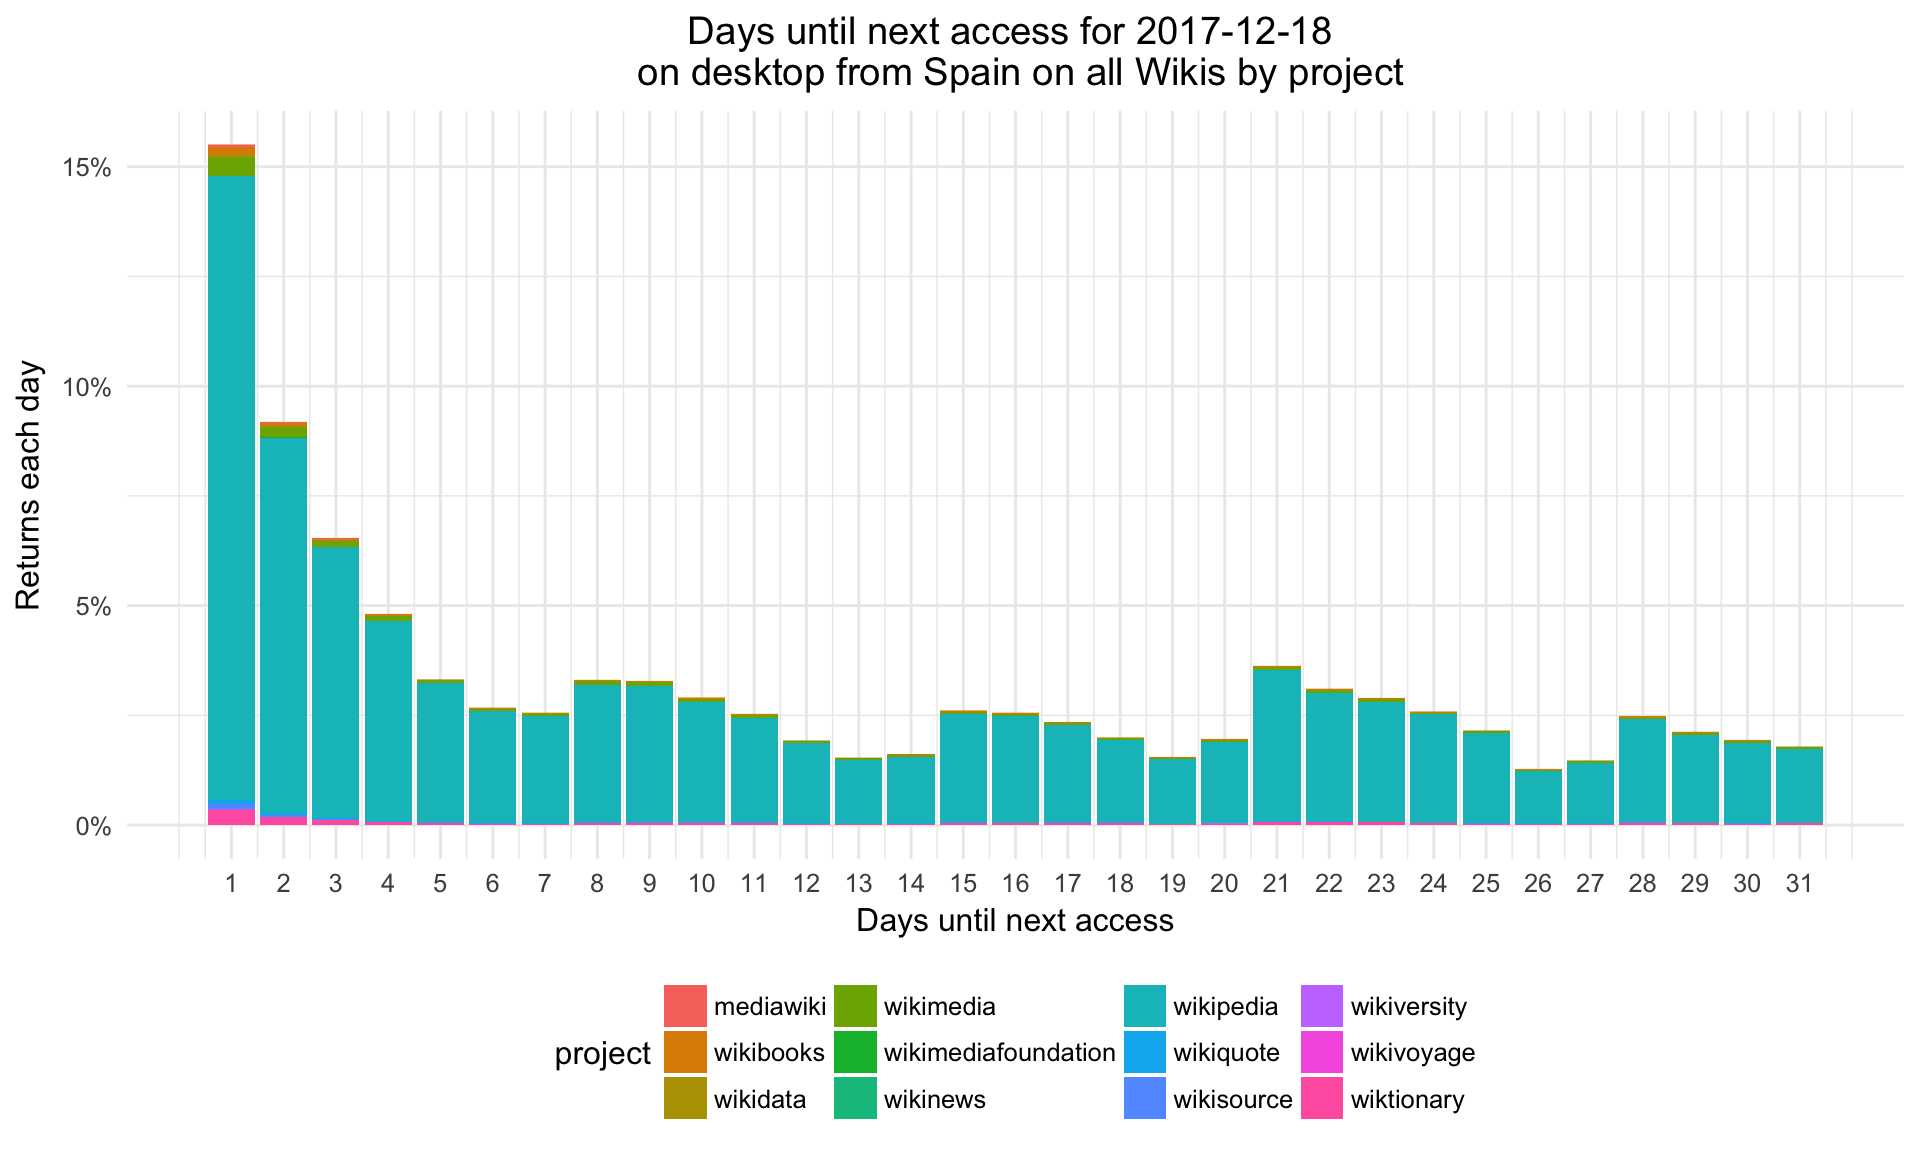 Days until next access for 2017-12-18
on desktop from Spain on all Wikis by project
Returns each day
15%
10%
5%
0%
1 2 3 4 5 6 7 8 9 10 11 12 13 14 15 16 17 18 19 20 21 22 23 24 25 26 27 28 29 30 31
Days until next access
project
mediawiki wikimedia wikipedia wikiversity
wikibooks wikimediafoundation wikiquote wikivoyage
wikidata wikinews wikisource wiktionary